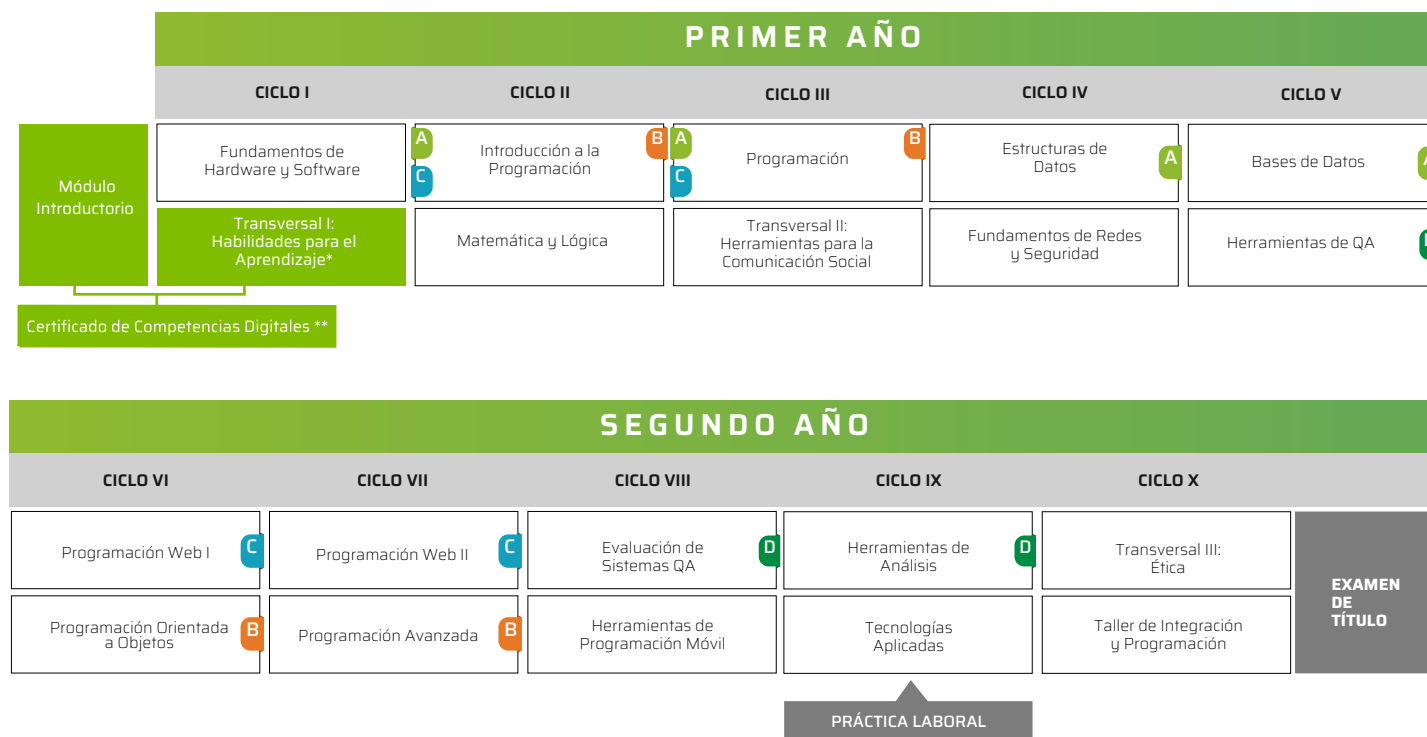 PRIMER AÑO
CICLO I
CICLO II
CICLO III
CICLO IV
CICLO V
Módulo
Introductorio
Fundamentos de
Hardware y Software
A
C
Introducción a la
Programación
B
A
C
Programación
B
Estructuras de
Datos
A
Bases de Datos
A
Transversal I:
Habilidades para el
Aprendizaje*
Matemática y Lógica
Transversal II:
Herramientas para la
Comunicación Social
Fundamentos de Redes
y Seguridad
Herramientas de QA
Certificado de Competencias Digitales **
SEGUNDO AÑO
CICLO VI
CICLO VII
CICLO VIII
CICLO IX
CICLO X
Programación Web I
C
Programación Web II
C
Evaluación de
Sistemas QA
D
Herramientas de
Análisis
D
Transversal III:
Ética
EXAMEN
DE
TÍTULO
Programación Orientada
a Objetos
B
Programación Avanzada
B
Herramientas de
Programación Móvil
Tecnologías
Aplicadas
Taller de Integración
y Programación
PRÁCTICA LABORAL